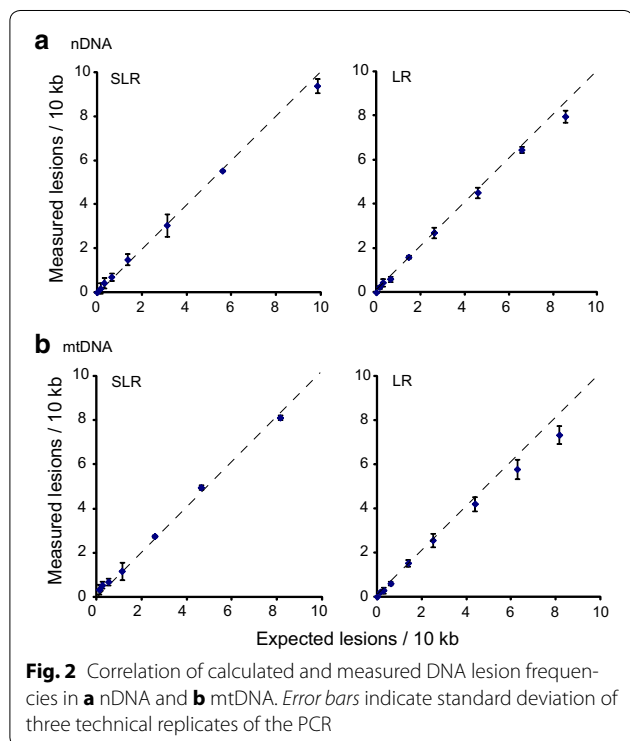 a nDNA
SLR
LR
Measured lesions / 10 kb
10
8
6
4
2
0
0 2 4 6 8 10
10
8
6
4
2
0
0 2 4 6 8 10
b mtDNA
SLR
LR
Measured lesions / 10 kb
10
8
6
4
2
0
0 2 4 6 8 10
10
8
6
4
2
0
0 2 4 6 8 10
Expected lesions / 10 kb
Fig. 2 Correlation of calculated and measured DNA lesion frequen-
cies in a nDNA and b mtDNA. Error bars indicate standard deviation of
three technical replicates of the PCR